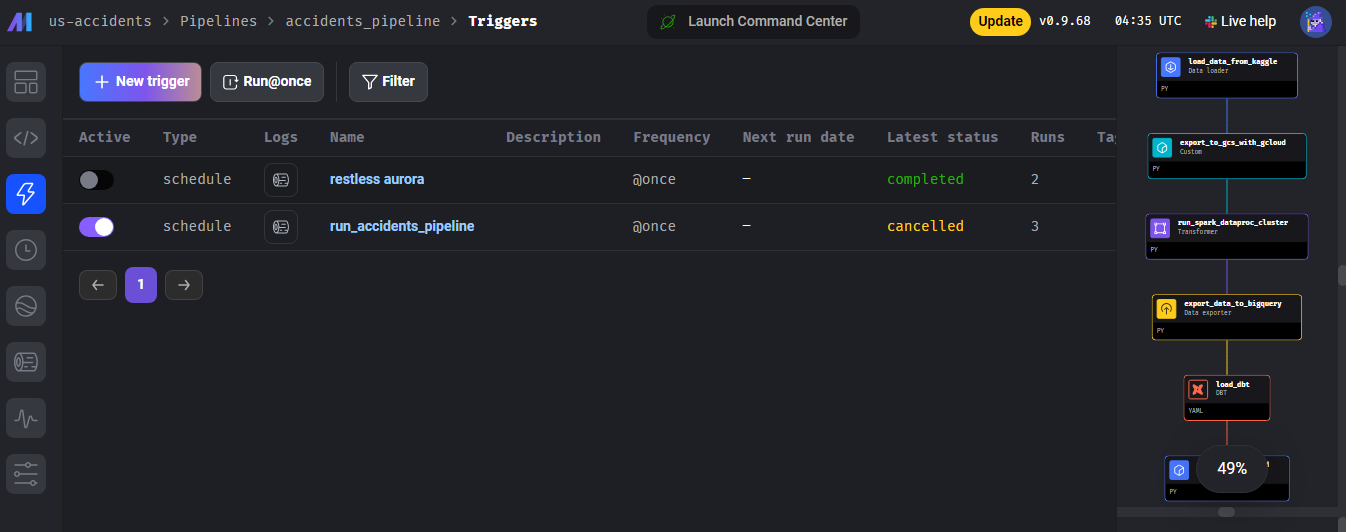 us-accidents > Pipelines > accidents_pipeline > Triggers
Launch Command Center
Update v0.9.68 04:35 UTC Live help
+ New trigger Run@once Filter
Active Type Logs Name Description Frequency Next run date Latest status Runs
schedule restless aurora @once — completed 2
schedule run_accidents_pipeline @once — cancelled 3
← 1 →
load_data_from_kaggle
Data loader
PY
export_to_gcs_with_gcloud
Custom
PY
run_spark_dataproc_cluster
Transformer
PY
export_data_to_bigquery
Data exporter
PY
load_dbt
DBT
YAML
49%
PY